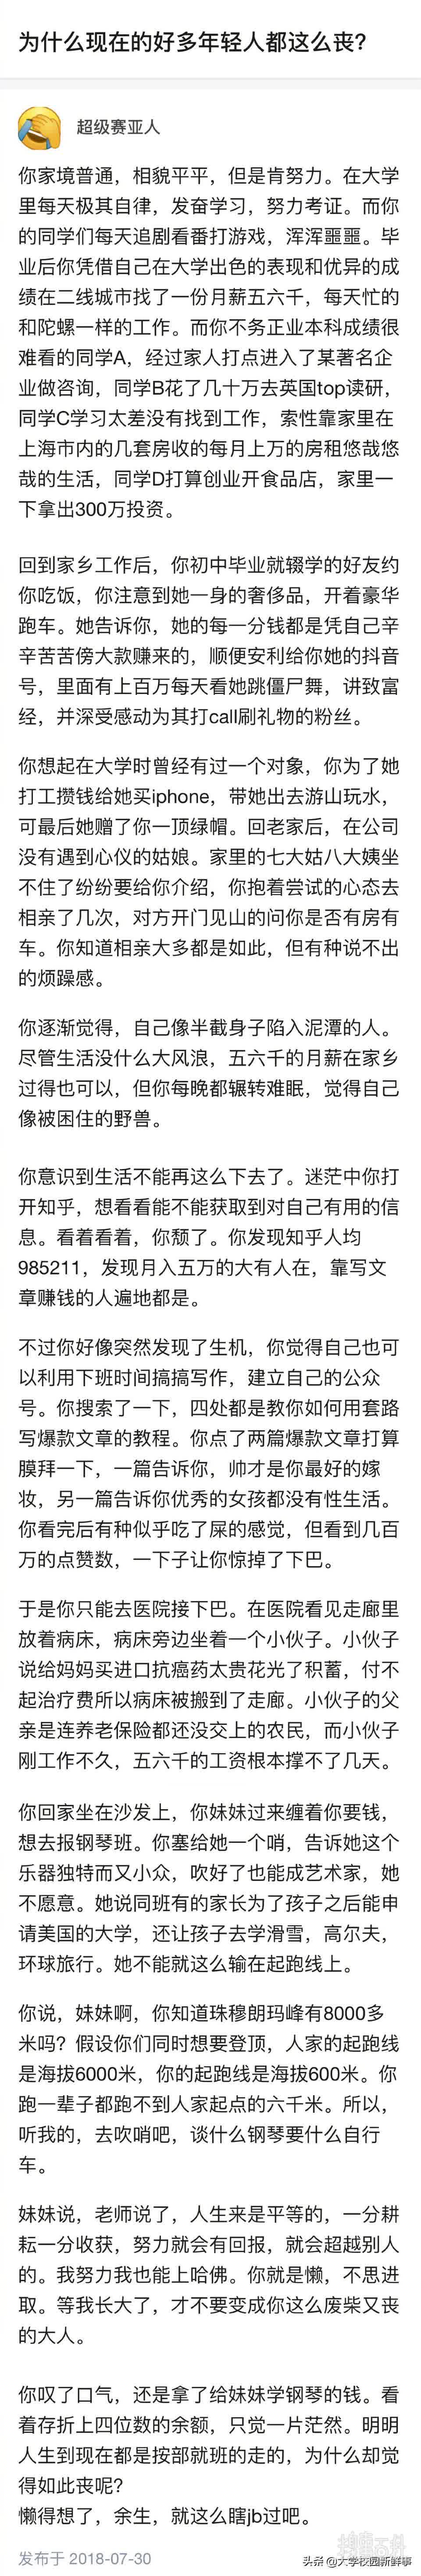 为什么现在的好多年轻人都这么丧?
超级赛亚人
你家境普通，相貌平平，但是肯努力。在大学
里每天极其自律，发奋学习，努力考证。而你
的同学们每天追剧看番打游戏，浑浑噩噩。毕
业后你凭借自己在大学出色的表现和优异的成
绩在二线城市找了一份月薪五六千，每天忙的
和陀螺一样的工作。而你不务正业本科成绩很
难看的同学A，经过家人打点进入了某著名企
业做咨询，同学B花了几十万去英国top读研，
同学C学习太差没有找到工作，索性靠家里在
上海市内的几套房收的每月上万的房租悠哉悠
哉的生活，同学D打算创业开食品店，家里一
下拿出300万投资。
回到家乡工作后，你初中毕业就辍学的好友约
你吃饭，你注意到她一身的奢侈品，开着豪华
跑车。她告诉你，她的每一分钱都是凭自己辛
辛苦苦傍大款赚来的，顺便安利给你她的抖音
号，里面有上百万每天看她跳僵尸舞，讲致富
经，并深受感动为其打call刷礼物的粉丝。
你想起在大学时曾经有过一个对象，你为了她
打工攒钱给她买iphone，带她出去游山玩水，
可最后她赠了你一顶绿帽。回老家后，在公司
没有遇到心仪的姑娘。家里的七大姑八大姨坐
不住了纷纷要给你介绍，你抱着尝试的心态去
相亲了几次，对方开门见山的问你是否有房有
车。你知道相亲大多都是如此，但有种说不出
的烦躁感。
你逐渐觉得，自己像半截身子陷入泥潭的人。
尽管生活没什么大风浪，五六千的月薪在家乡
过得也可以，但你每晚都辗转难眠，觉得自己
像被困住的野兽。
你意识到生活不能再这么下去了。迷茫中你打
开知乎，想看看能不能获取到对自己有用的信
息。看着看着，你颓了。你发现知乎人均
985211，发现月入五万的大有人在，靠写文
章赚钱的人遍地都是。
不过你好像突然发现了生机，你觉得自己也可
以利用下班时间搞搞写作，建立自己的公众
号。你搜索了一下，四处都是教你如何用套路
写爆款文章的教程。你点了两篇爆款文章打算
膜拜一下，一篇告诉你，帅才是你最好的嫁
妆，另一篇告诉你优秀的女孩都没有性生活。
你看完后有种似乎吃了屎的感觉，但看到几百
万的点赞数，一下子让你惊掉了下巴。
于是你只能去医院接下巴。在医院看见走廊里
放着病床，病床旁边坐着一个小伙子。小伙子
说给妈妈买进口抗癌药太贵花光了积蓄，付不
起治疗费所以病床被搬到了走廊。小伙子的父
亲是连养老保险都还没交上的农民，而小伙子
刚工作不久，五六千的工资根本撑不了几天。
你回家坐在沙发上，你妹妹过来缠着你要钱，
想去报钢琴班。你塞给她一个哨，告诉她这个
乐器独特而又小众，吹好了也能成艺术家，她
不愿意。她说同班有的家长为了孩子之后能申
请美国的大学，还让孩子去学滑雪，高尔夫，
环球旅行。她不能就这么输在起跑线上。
你说，妹妹啊，你知道珠穆朗玛峰有8000多
米吗？假设你们同时想要登顶，人家的起跑线
是海拔6000米，你的起跑线是海拔600米。你
跑一辈子都跑不到人家起点的六千米。所以，
听我的，去吹哨吧，谈什么钢琴要什么自行
车。
妹妹说，老师说了，人生来是平等的，一分耕
耘一分收获，努力就会有回报，就会超越别人
的。我努力我也能上哈佛。你就是懒，不思进
取。等我长大了，才不要变成你这么废柴又丧
的大人。
你叹了口气，还是拿了给妹妹学钢琴的钱。看
着存折上四位数的余额，只觉一片茫然。明明
人生到现在都是按部就班的走的，为什么却觉
得如此丧呢？
懒得想了，余生，就这么瞎jb过吧。
发布于 2018-07-30
头条 @大学校园新鲜事